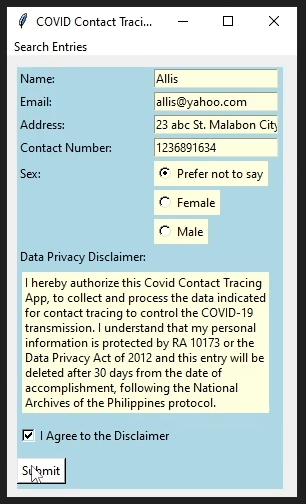 COVID Contact Traci...
Search Entries
Name: Allis
Email: allis@yahoo.com
Address: 23 abc St. Malabon City
Contact Number: 1236891634
Sex: Prefer not to say
Female
Male
Data Privacy Disclaimer:
I hereby authorize this Covid Contact Tracing
App, to collect and process the data indicated
for contact tracing to control the COVID-19
transmission. I understand that my personal
information is protected by RA 10173 or the
Data Privacy Act of 2012 and this entry will be
deleted after 30 days from the date of
accomplishment, following the National
Archives of the Philippines protocol.
I Agree to the Disclaimer
Submit